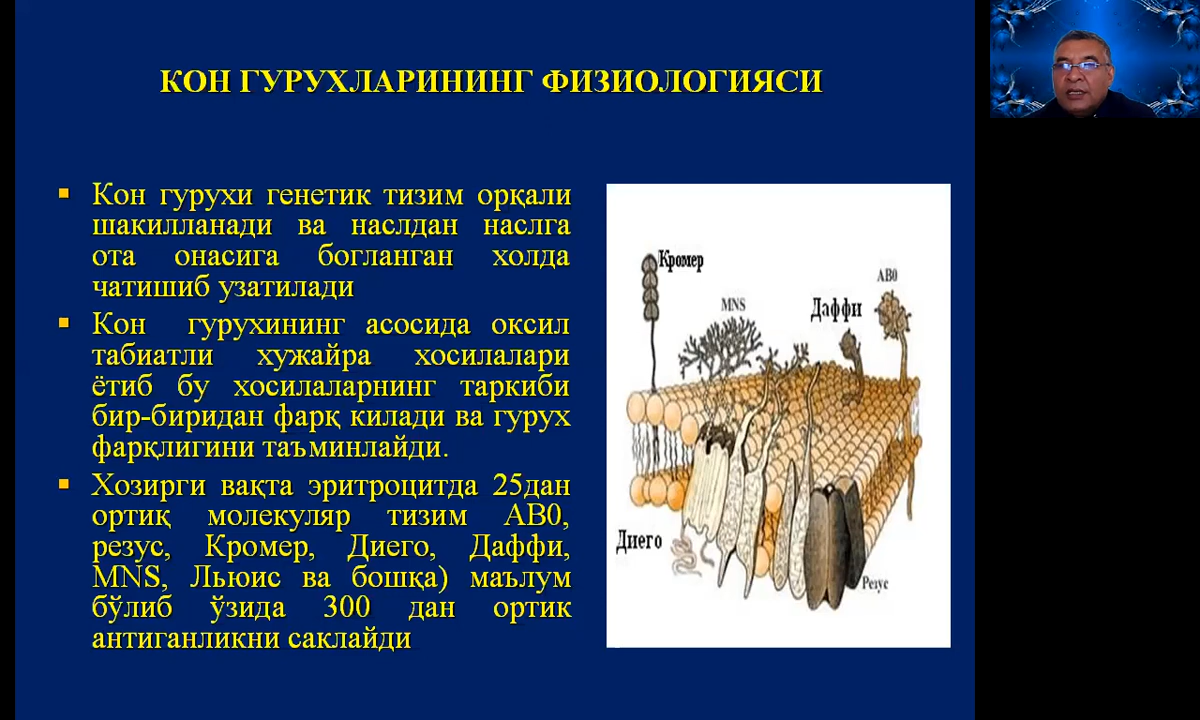 КОН ГУРУХЛАРИНИНГ ФИЗИОЛОГИЯСИ
Кон гурухи генетик тизим орқали
шакилланади ва наслдан наслга
ота онасига богланган холда
чатишиб узатилади
Кон гурухининг асосида оксил
табиатли хужайра хосилалари
ётиб бу хосилаларнинг таркиби
бир-биридан фарқ килади ва гурух
фарқлигини таъминлайди.
Хозирги вақта эритроцитда 25дан
ортиқ молекуляр тизим АВ0,
резус, Кромер, Диего, Даффи,
MNS, Льюис ва бошқа) маълум
бўлиб ўзида 300 дан ортик
антиганликни саклайди
Кромер
MNS
Даффи
АВ0
Диего
Резус